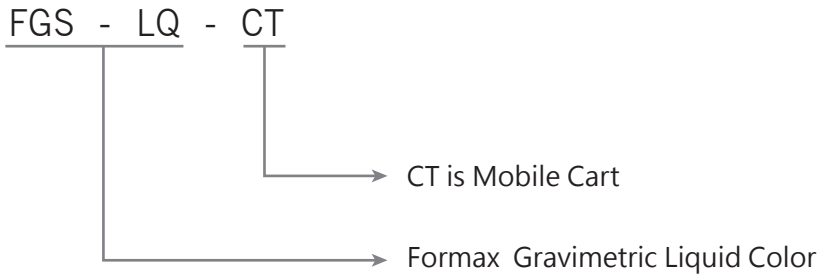 FGS - LQ - CT
CT is Mobile Cart
Formax Gravimetric Liquid Color